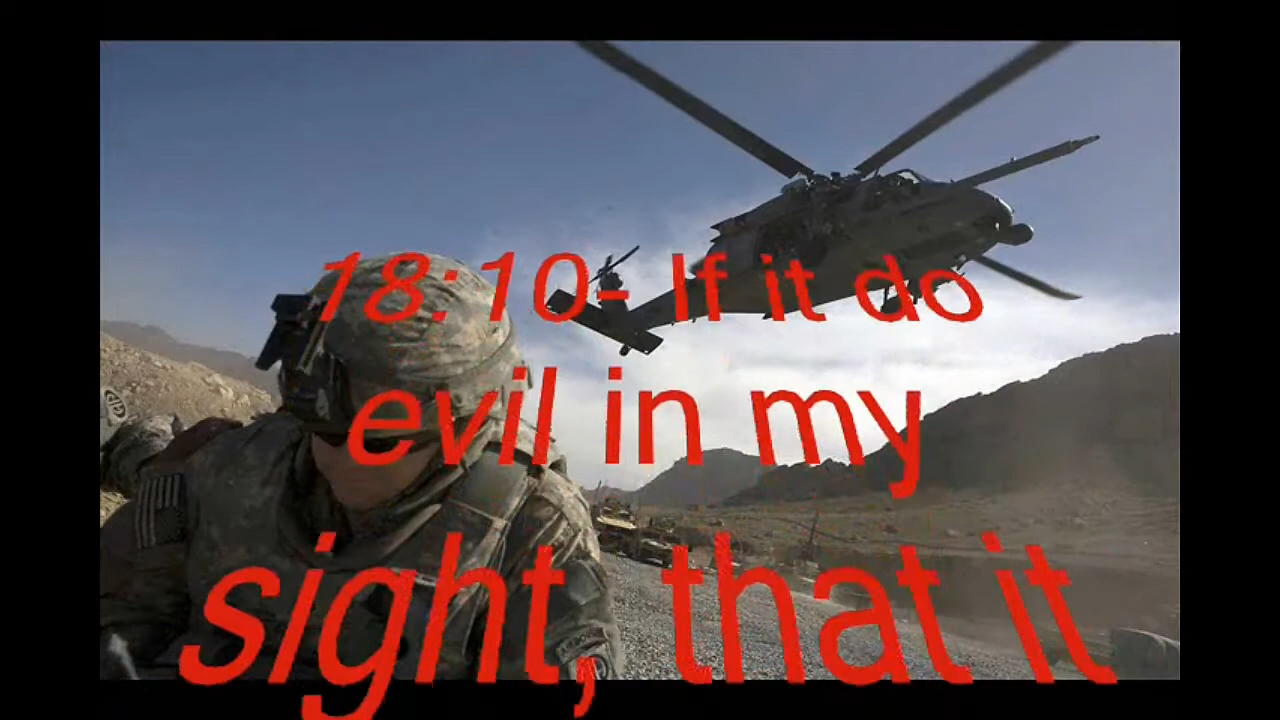 18:10- If it do
evil in my
sight, that it